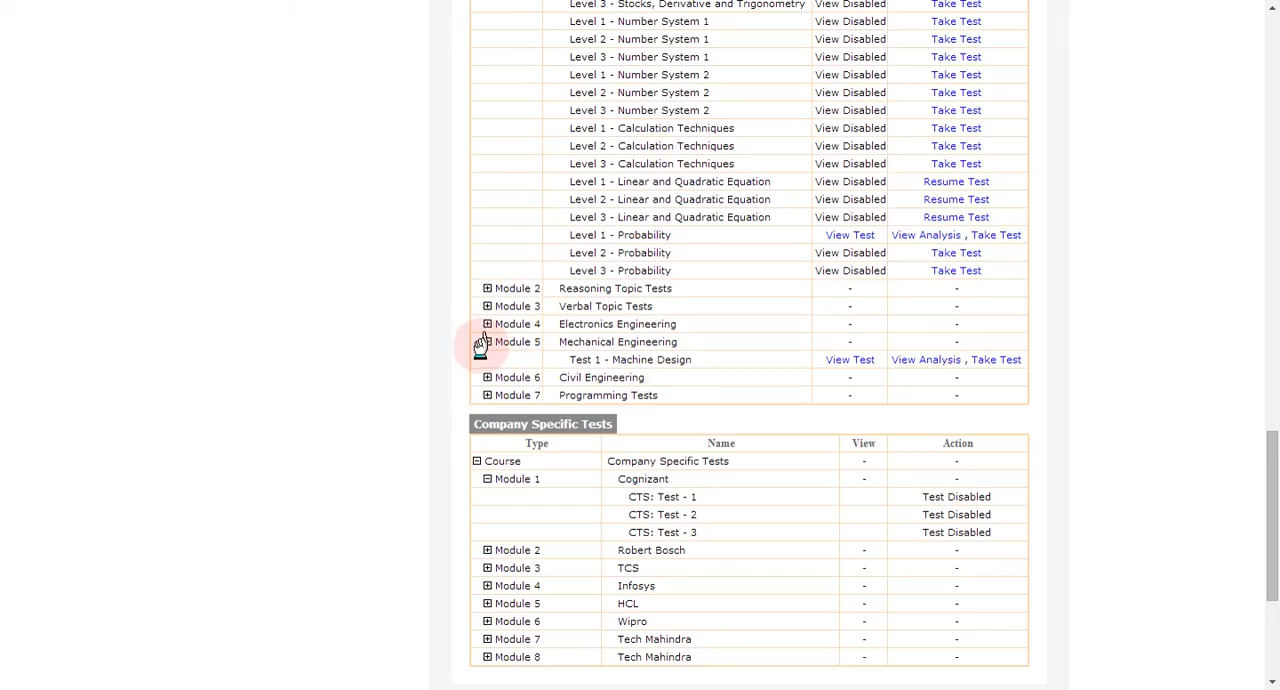 Level 3 - Stocks, Derivative and Trigonometry View Disabled Take Test
Level 1 - Number System 1 View Disabled Take Test
Level 2 - Number System 1 View Disabled Take Test
Level 3 - Number System 1 View Disabled Take Test
Level 1 - Number System 2 View Disabled Take Test
Level 2 - Number System 2 View Disabled Take Test
Level 3 - Number System 2 View Disabled Take Test
Level 1 - Calculation Techniques View Disabled Take Test
Level 2 - Calculation Techniques View Disabled Take Test
Level 3 - Calculation Techniques View Disabled Take Test
Level 1 - Linear and Quadratic Equation View Disabled Resume Test
Level 2 - Linear and Quadratic Equation View Disabled Resume Test
Level 3 - Linear and Quadratic Equation View Disabled Resume Test
Level 1 - Probability View Test View Analysis , Take Test
Level 2 - Probability View Disabled Take Test
Level 3 - Probability View Disabled Take Test
Module 2 Reasoning Topic Tests - -
Module 3 Verbal Topic Tests - -
Module 4 Electronics Engineering - -
Module 5 Mechanical Engineering - -
Test 1 - Machine Design View Test View Analysis , Take Test
Module 6 Civil Engineering - -
Module 7 Programming Tests - -
Company Specific Tests
Type Name View Action
Course Company Specific Tests - -
Module 1 Cognizant - -
CTS: Test - 1 Test Disabled
CTS: Test - 2 Test Disabled
CTS: Test - 3 Test Disabled
Module 2 Robert Bosch - -
Module 3 TCS - -
Module 4 Infosys - -
Module 5 HCL - -
Module 6 Wipro - -
Module 7 Tech Mahindra - -
Module 8 Tech Mahindra - -